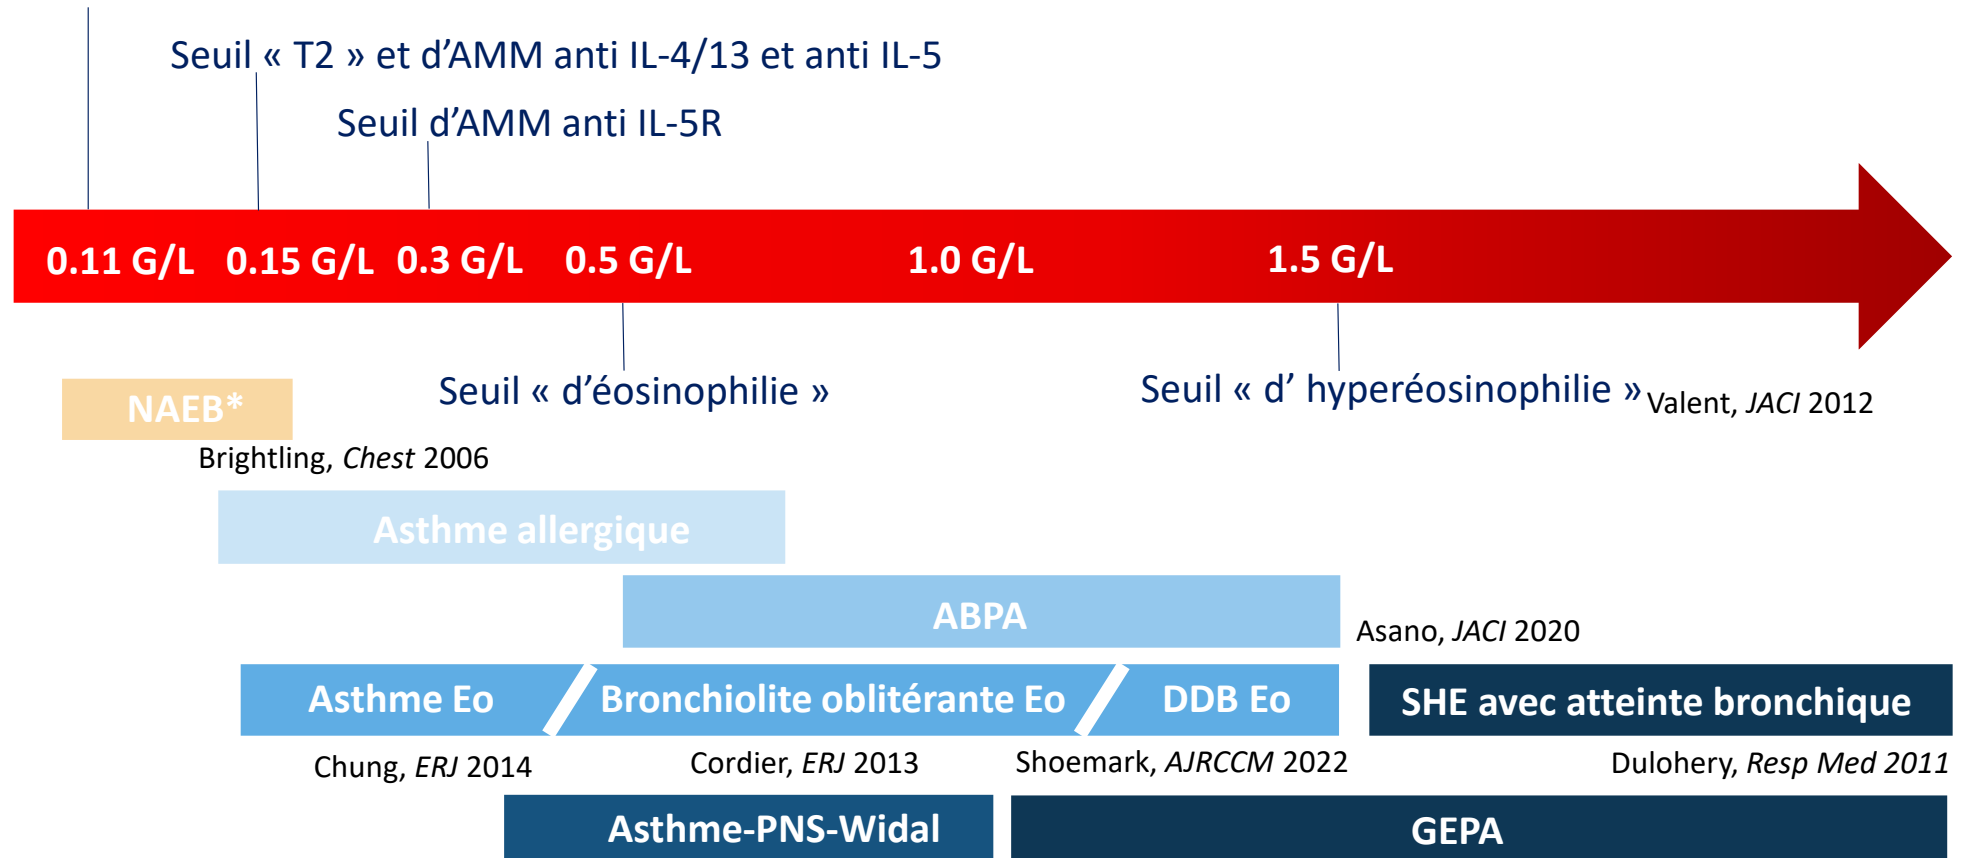 Seuil « T2 » et d'AMM anti IL-4/13 et anti IL-5
Seuil d'AMM anti IL-5R
0.11 G/L 0.15 G/L 0.3 G/L 0.5 G/L 1.0 G/L 1.5 G/L
Seuil « d'éosinophilie »
Seuil « d' hyperéosinophilie » Valent, JACI 2012
NAEB*
Brightling, Chest 2006
Asthme allergique
ABPA
Asano, JACI 2020
Asthme Eo Bronchiolite oblitérante Eo DDB Eo SHE avec atteinte bronchique
Chung, ERJ 2014 Cordier, ERJ 2013 Shoemark, AJRCCM 2022 Dulohery, Resp Med 2011
Asthme-PNS-Widal GEPA